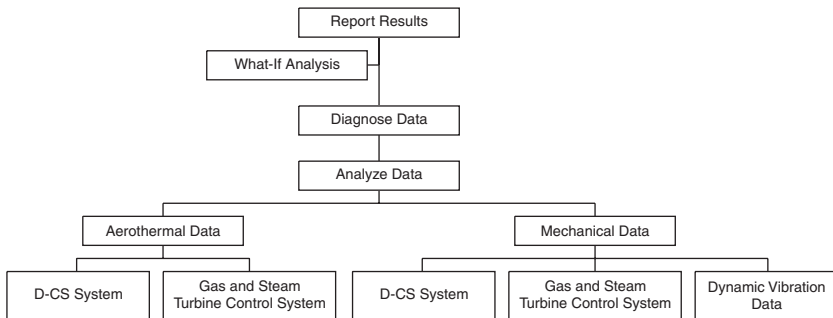 Report Results
What-If Analysis
Diagnose Data
Analyze Data
Aerothermal Data
Mechanical Data
D-CS System
Gas and Steam
Turbine Control System
D-CS System
Gas and Steam
Turbine Control System
Dynamic Vibration
Data